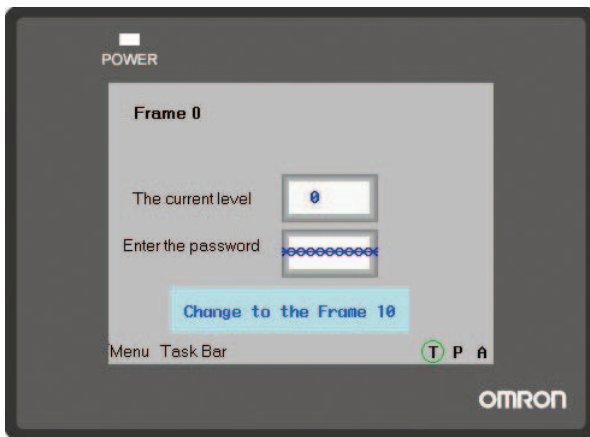 POWER
Frame 0
The current level 0
Enter the password
Change to the Frame 10
Menu Task Bar T P A
OMRON